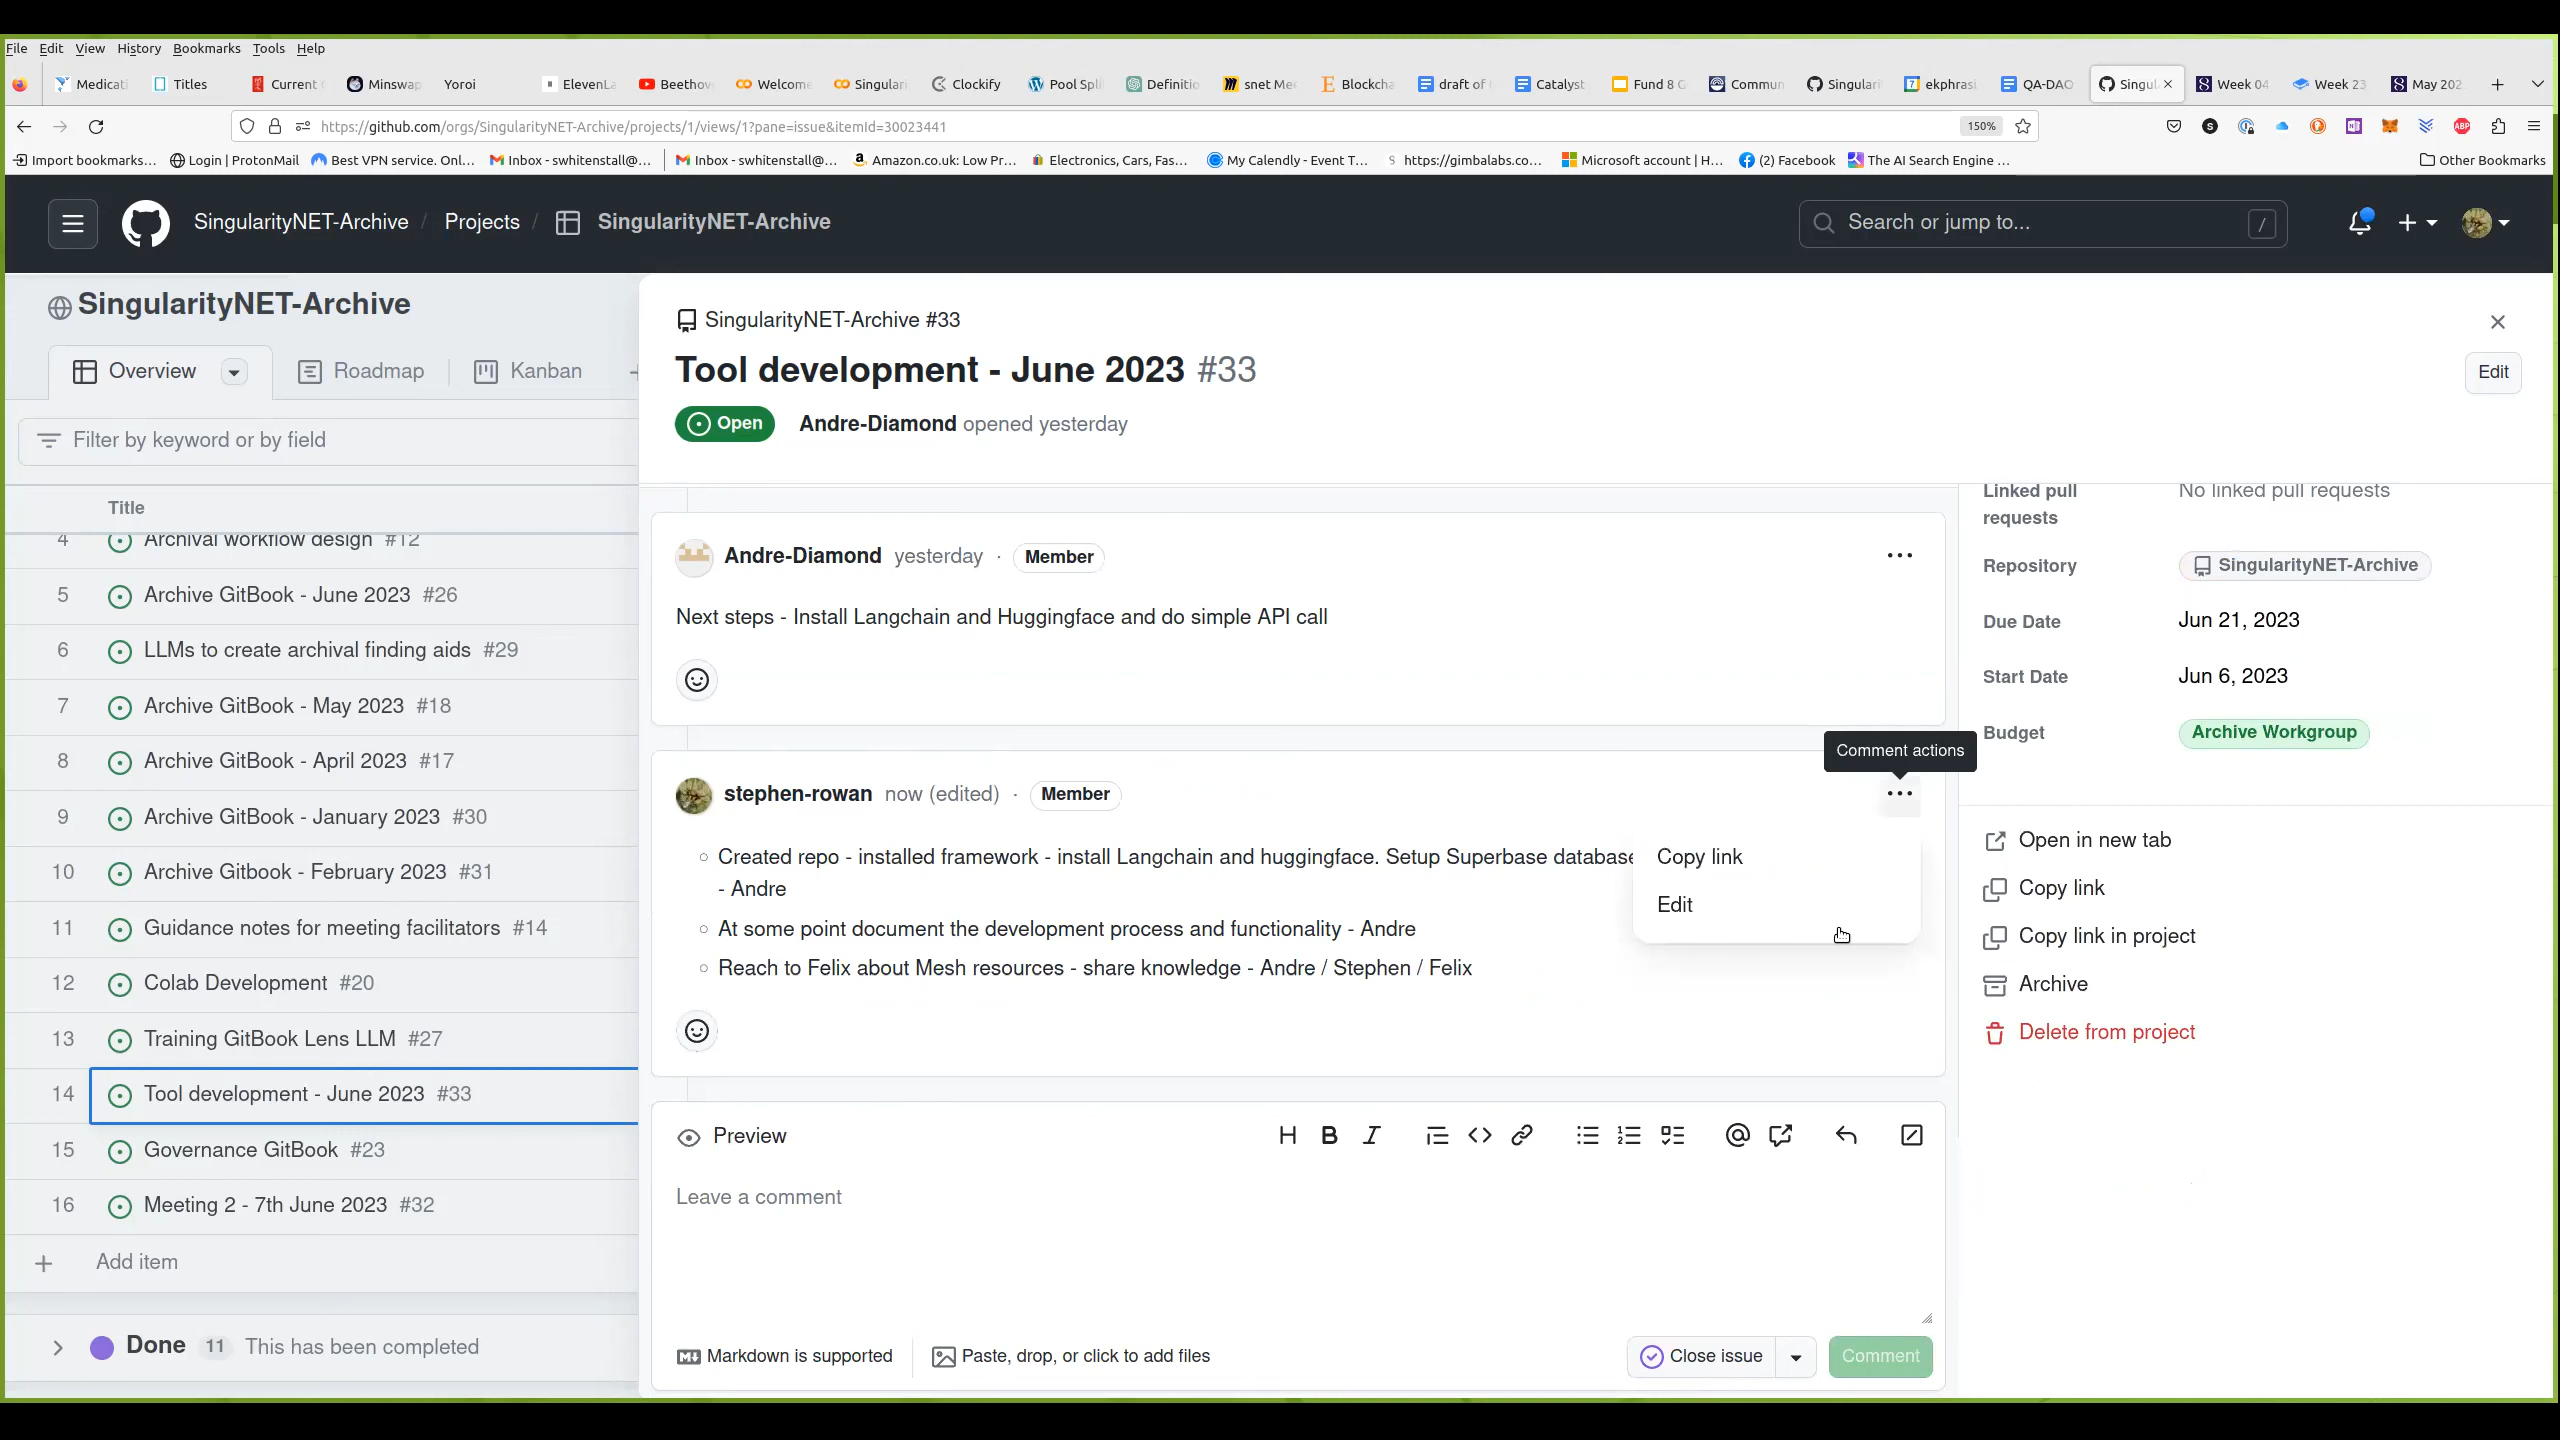 File Edit View History Bookmarks Tools Help
Medicati Titles Current Minswap Yoroi ElevenLa Beethov Welcome Singulari Clockify Pool Spli Definitio snet Me Blockcha draft of Catalyst Fund 8 G Commun Singulari ekphrasi QA-DAO Singul Week 04 Week 23 May 202
https://github.com/orgs/SingularityNET-Archive/projects/1/views/1?pane=issue&itemId=30023441 150%
Import bookmarks... Login | ProtonMail Best VPN service. Onl... Inbox - swhitenstall@... Inbox - swhitenstall@... Amazon.co.uk: Low Pr... Electronics, Cars, Fas... My Calendly - Event T... https://gimbalabs.co... Microsoft account | H... (2) Facebook The AI Search Engine ... Other Bookmarks
SingularityNET-Archive / Projects / SingularityNET-Archive Search or jump to... /
SingularityNET-Archive
Overview Roadmap Kanban
Filter by keyword or by field
Title
4 Archival workflow design #12
5 Archive GitBook - June 2023 #26
6 LLMs to create archival finding aids #29
7 Archive GitBook - May 2023 #18
8 Archive GitBook - April 2023 #17
9 Archive GitBook - January 2023 #30
10 Archive Gitbook - February 2023 #31
11 Guidance notes for meeting facilitators #14
12 Colab Development #20
13 Training GitBook Lens LLM #27
14 Tool development - June 2023 #33
15 Governance GitBook #23
16 Meeting 2 - 7th June 2023 #32
Add item
Done 11 This has been completed
SingularityNET-Archive #33
Tool development - June 2023 #33
Edit
Open Andre-Diamond opened yesterday
Andre-Diamond yesterday · Member
Next steps - Install Langchain and Huggingface and do simple API call
Comment actions
stephen-rowan now (edited) · Member
Created repo - installed framework - install Langchain and huggingface. Setup Superbase database
- Andre
At some point document the development process and functionality - Andre
Reach to Felix about Mesh resources - share knowledge - Andre / Stephen / Felix
Copy link
Edit
Preview
Leave a comment
Markdown is supported Paste, drop, or click to add files Close issue Comment
Linked pull requests No linked pull requests
Repository SingularityNET-Archive
Due Date Jun 21, 2023
Start Date Jun 6, 2023
Budget Archive Workgroup
Open in new tab
Copy link
Copy link in project
Archive
Delete from project